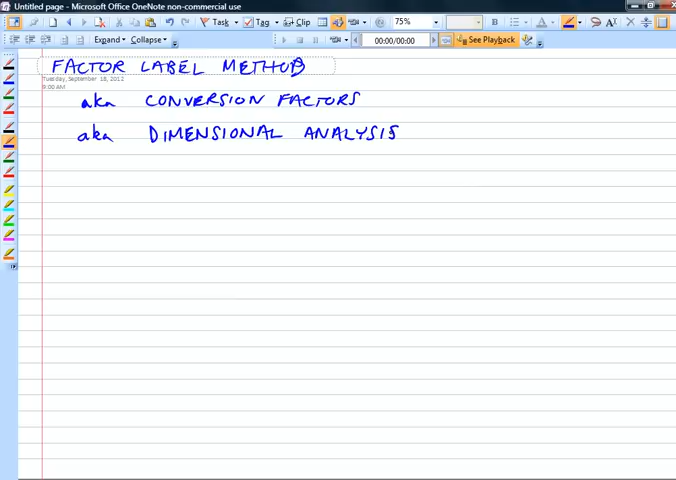 Untitled page - Microsoft Office OneNote non-commercial use
Task Tag Clip 75% B A
Expand Collapse 00:00/00:00 See Playback
FACTOR LABEL METHOD
Tuesday, September 18, 2012
9:00 AM
aka CONVERSION FACTORS
aka DIMENSIONAL ANALYSIS